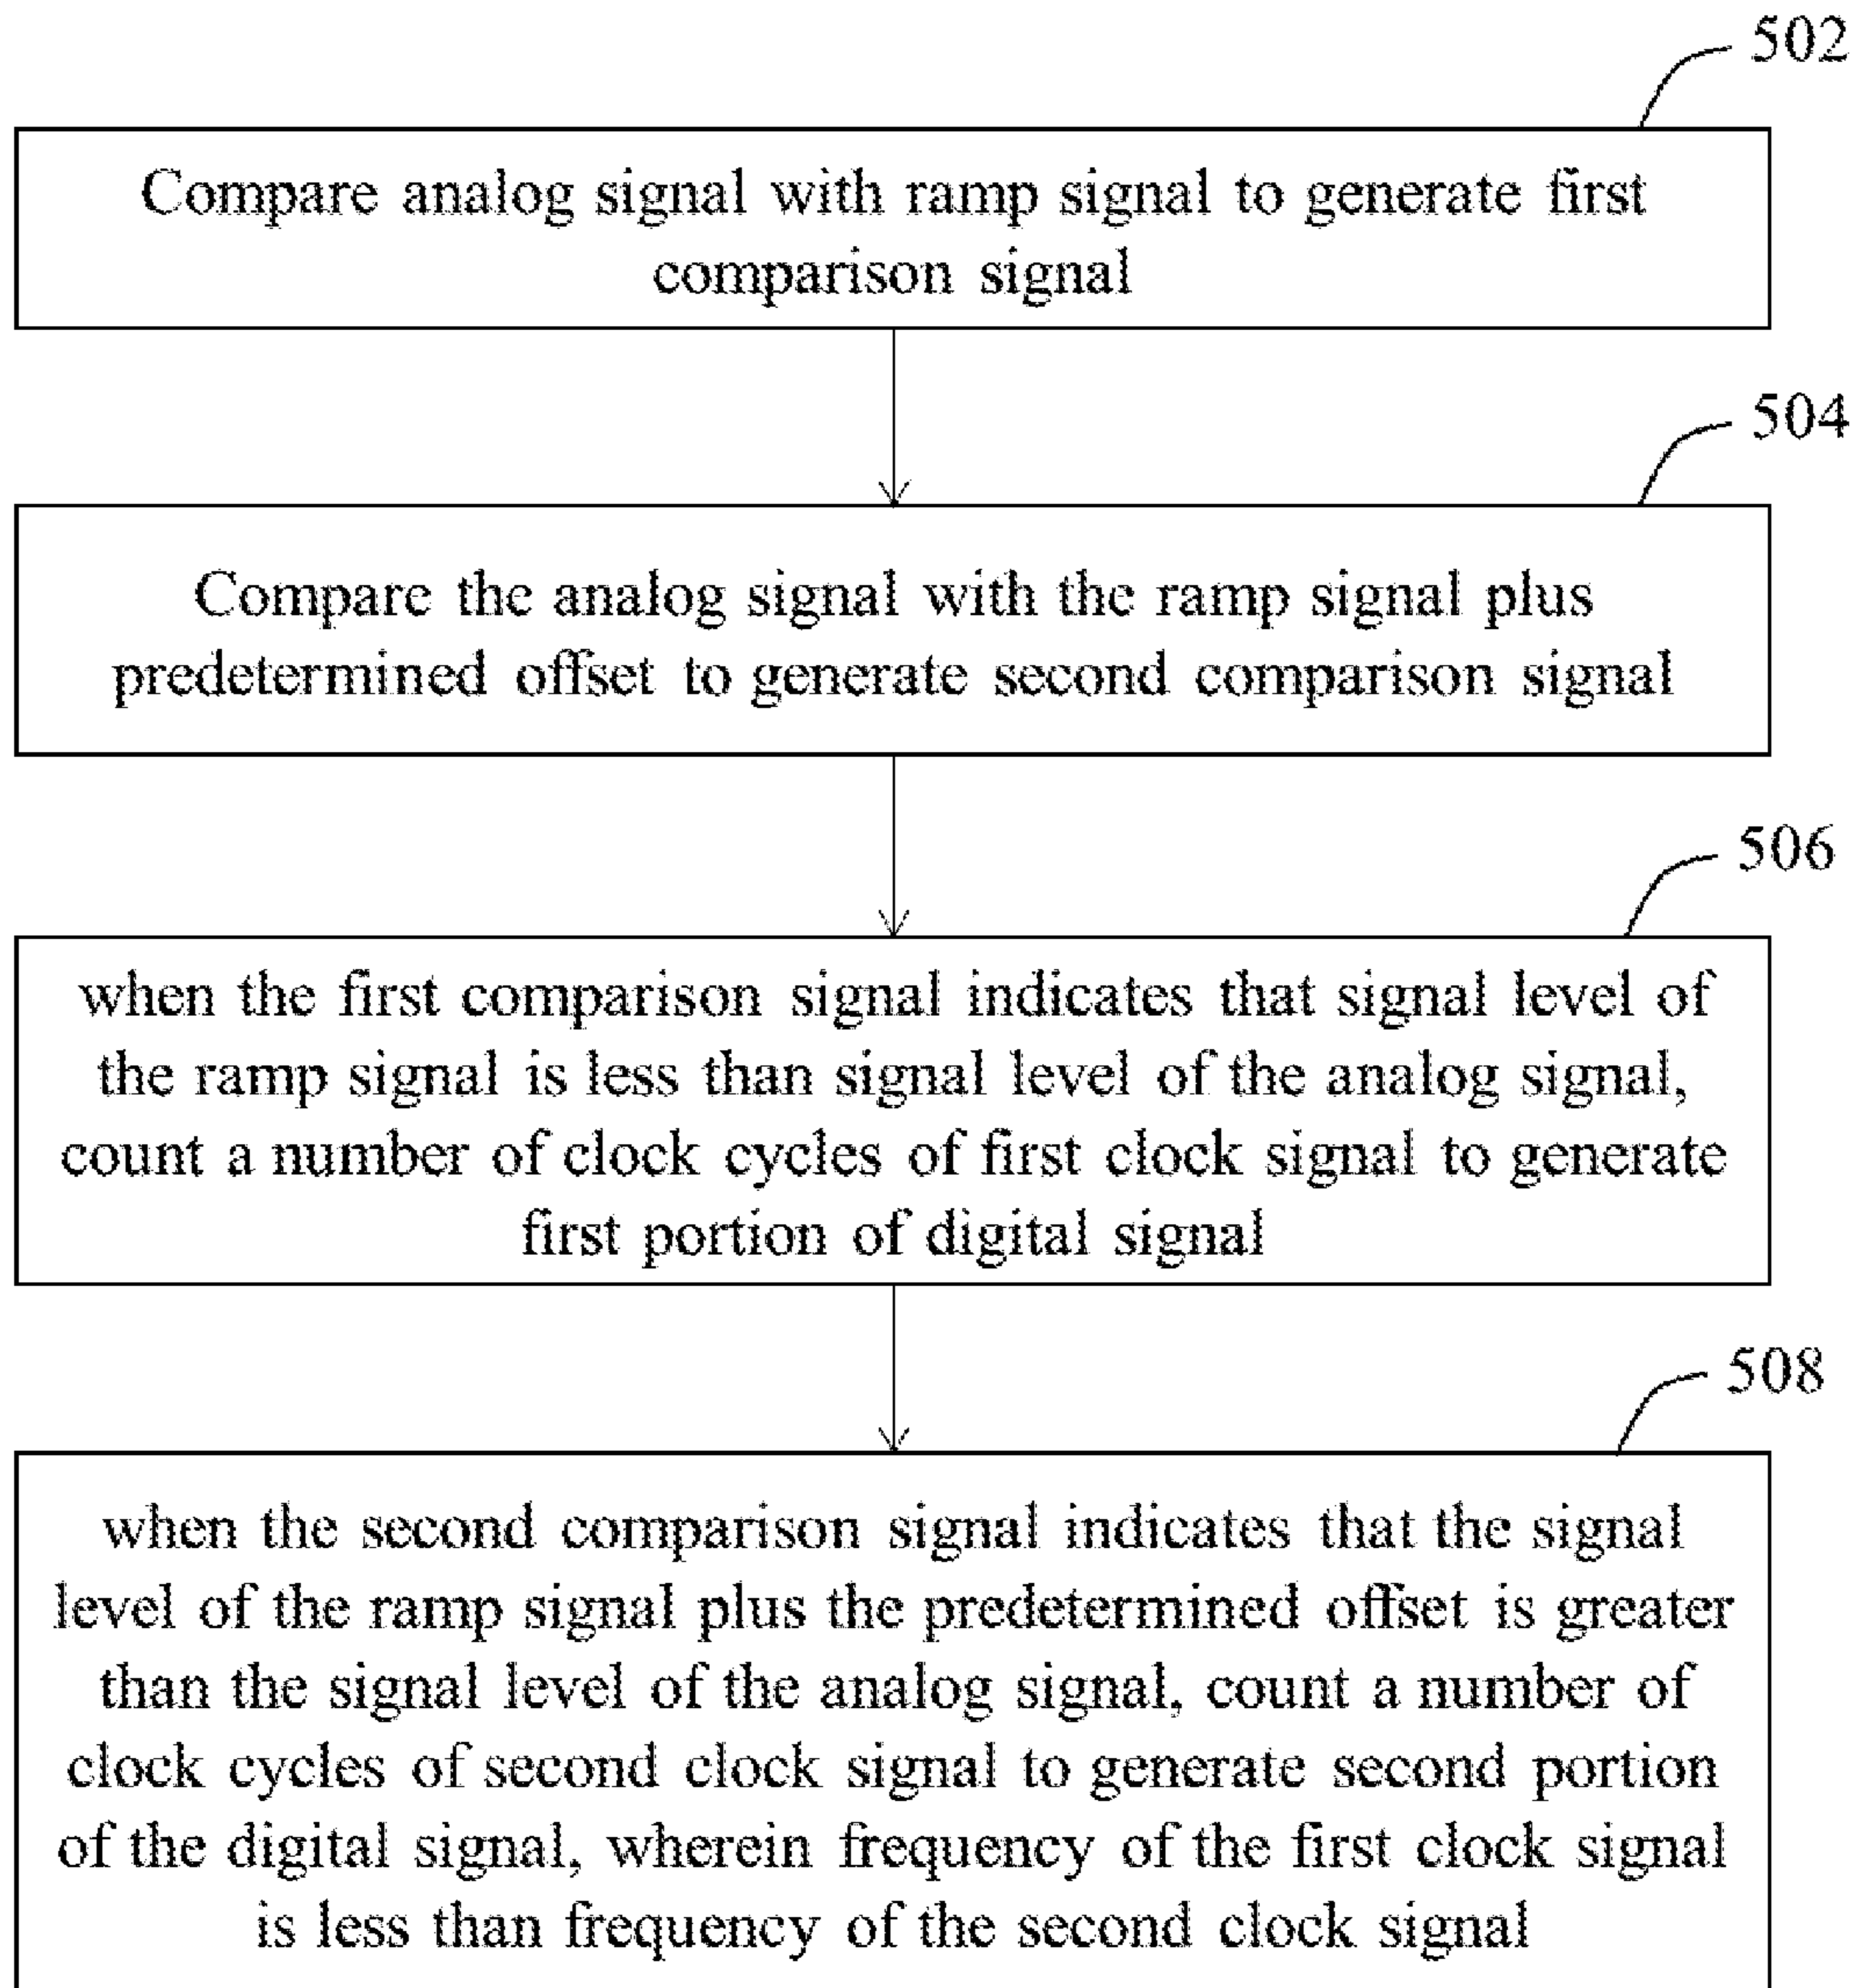 502
Compare analog signal with ramp signal to generate first
comparison signal
504
Compare the analog signal with the ramp signal plus
predetermined offset to generate second comparison signal
506
when the first comparison signal indicates that signal level of
the ramp signal is less than signal level of the analog signal,
count a number of clock cycles of first clock signal to generate
first portion of digital signal
508
when the second comparison signal indicates that the signal
level of the ramp signal plus the predetermined offset is greater
than the signal level of the analog signal, count a number of
clock cycles of second clock signal to generate second portion
of the digital signal, wherein frequency of the first clock signal
is less than frequency of the second clock signal